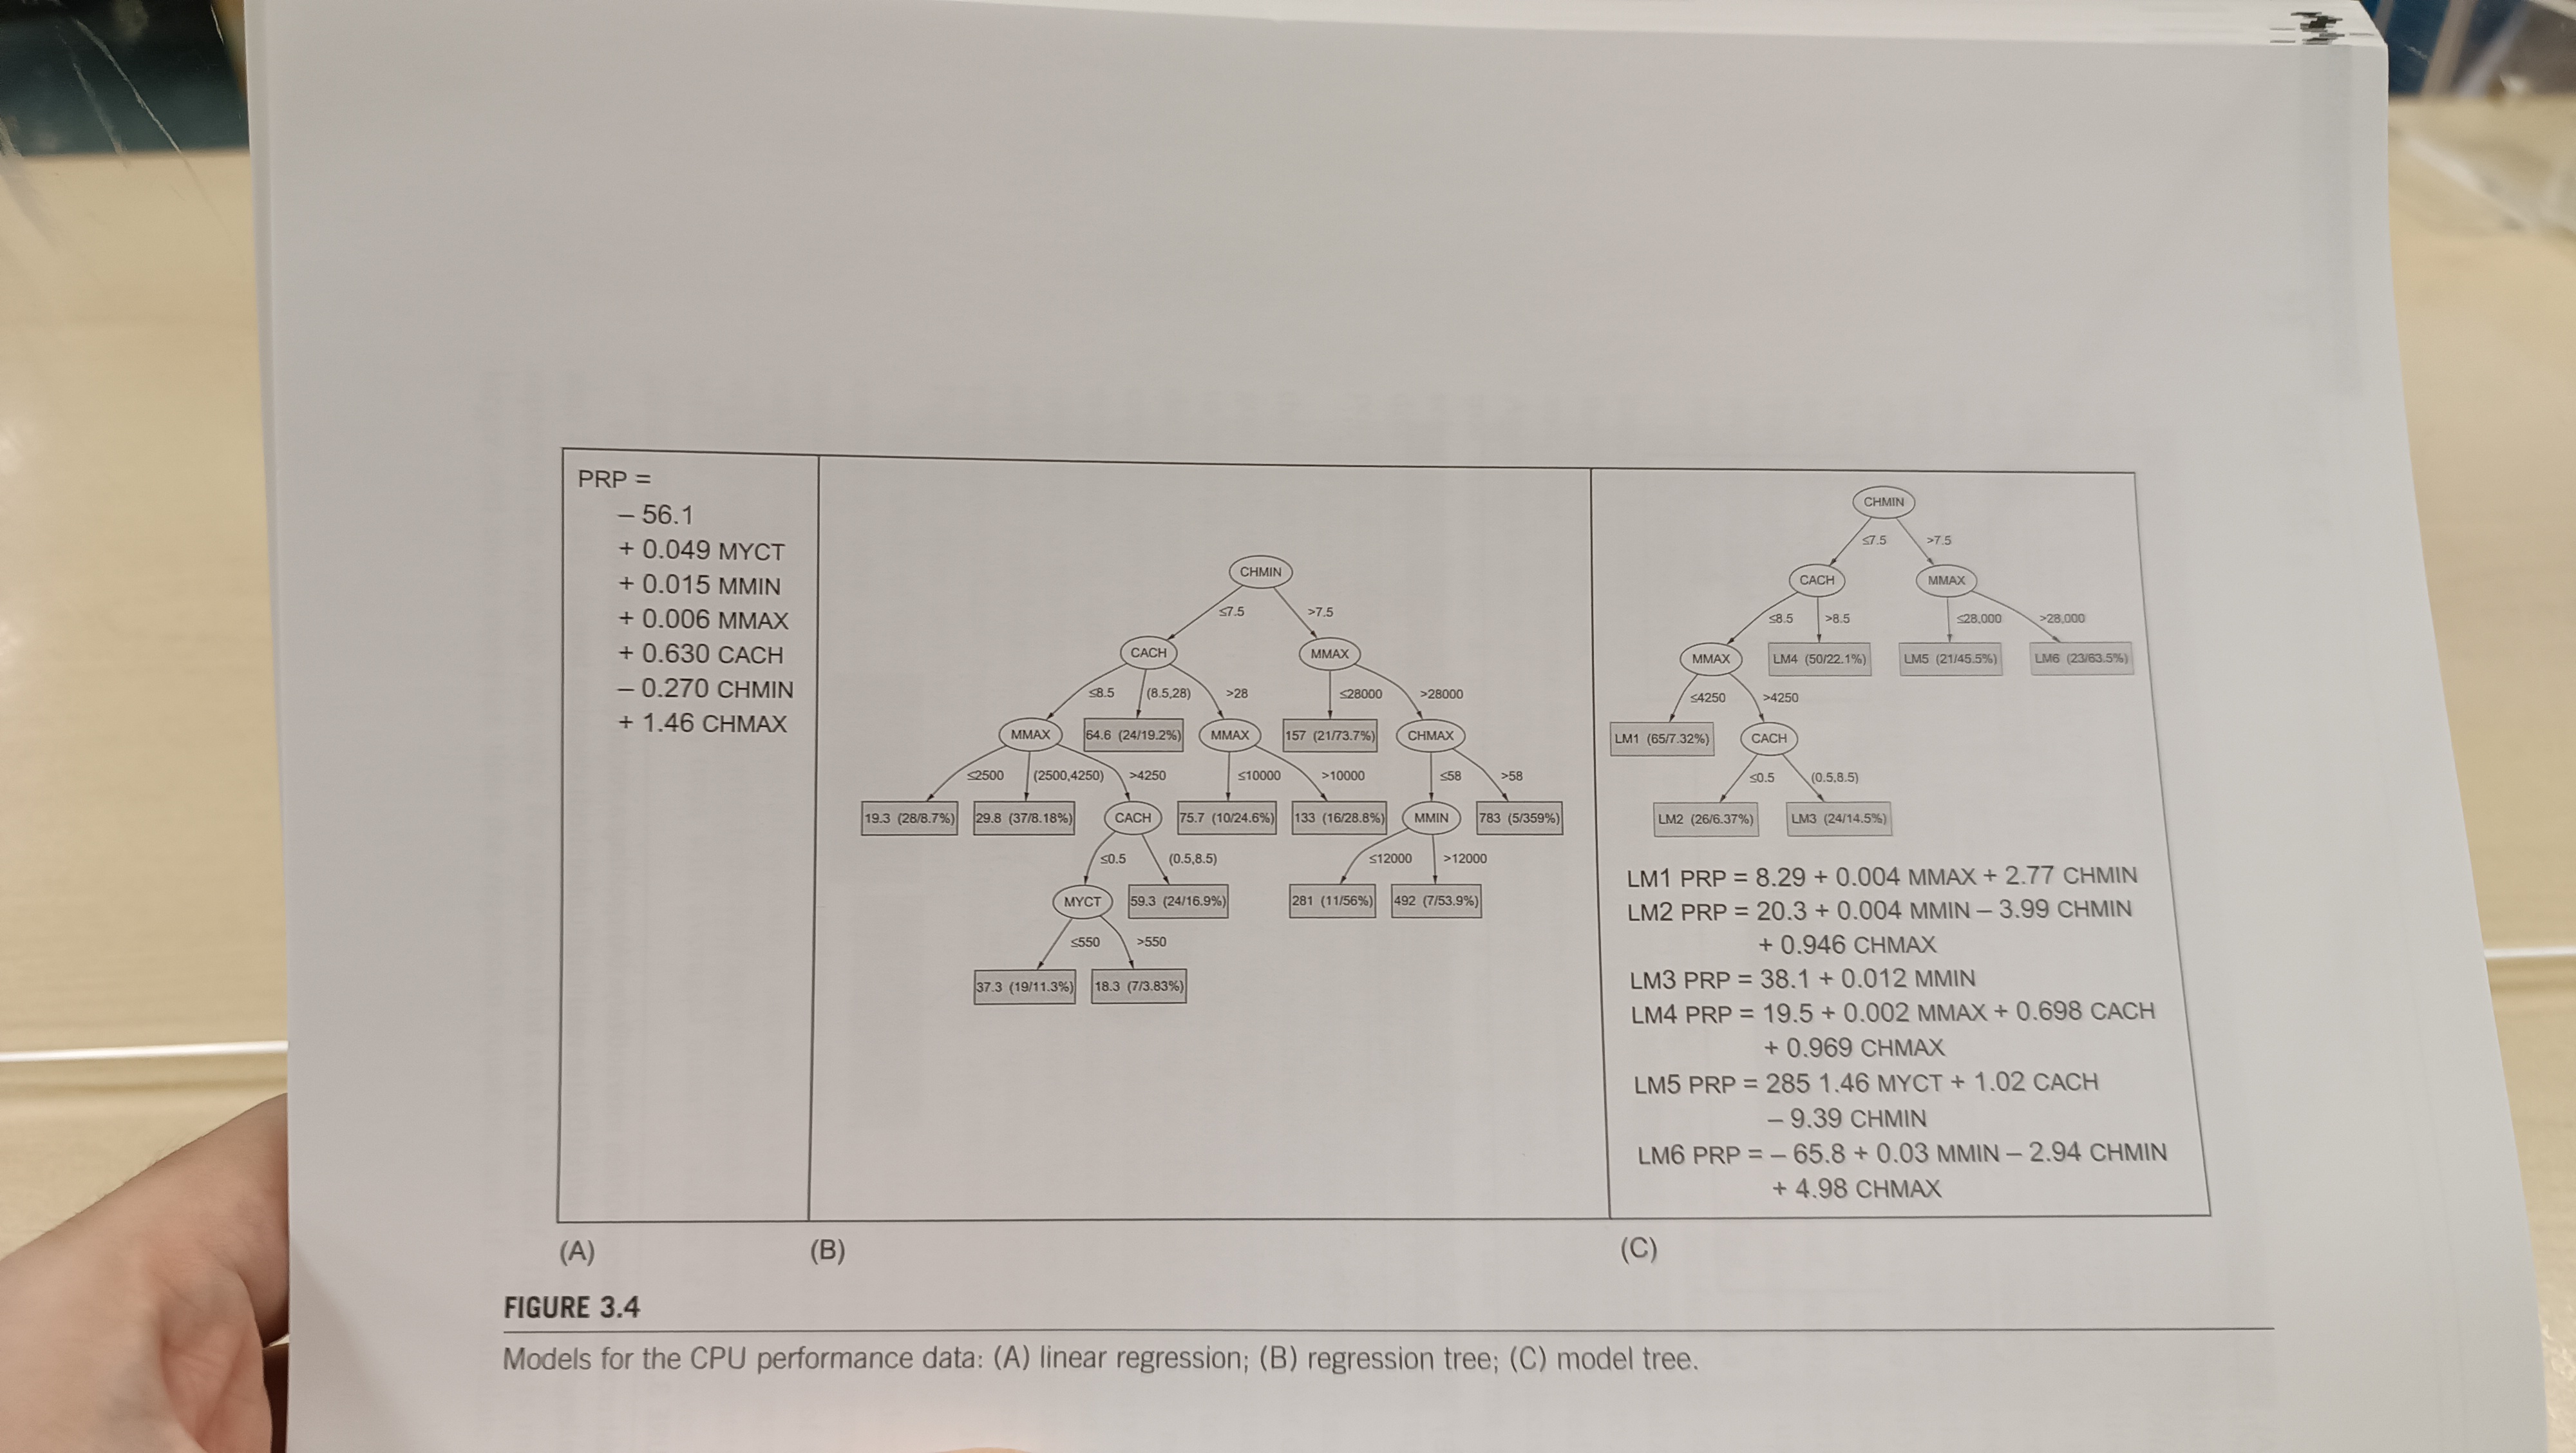 PRP =
– 56.1
+ 0.049 MYCT
+ 0.015 MMIN
+ 0.006 MMAX
+ 0.630 CACH
– 0.270 CHMIN
+ 1.46 CHMAX
(A)
CHMIN
≤7.5 >7.5
CACH MMAX
≤8.5 (8.5,28) >28 ≤28000 >28000
MMAX 64.6 (24/19.2%) MMAX 157 (21/73.7%) CHMAX
≤2500 (2500,4250) >4250 ≤10000 >10000 ≤58 >58
19.3 (28/8.7%) 29.8 (37/8.18%) CACH 75.7 (10/24.6%) 133 (16/28.8%) MMIN 783 (5/359%)
≤0.5 (0.5,8.5) ≤12000 >12000
MYCT 59.3 (24/16.9%) 281 (11/56%) 492 (7/53.9%)
≤550 >550
37.3 (19/11.3%) 18.3 (7/3.83%)
(B)
CHMIN
≤7.5 >7.5
CACH MMAX
≤8.5 >8.5 ≤28,000 >28,000
MMAX LM4 (50/22.1%) LM5 (21/45.5%) LM6 (23/63.5%)
≤4250 >4250
LM1 (65/7.32%) CACH
≤0.5 (0.5,8.5)
LM2 (26/6.37%) LM3 (24/14.5%)
LM1 PRP = 8.29 + 0.004 MMAX + 2.77 CHMIN
LM2 PRP = 20.3 + 0.004 MMIN – 3.99 CHMIN
+ 0.946 CHMAX
LM3 PRP = 38.1 + 0.012 MMIN
LM4 PRP = 19.5 + 0.002 MMAX + 0.698 CACH
+ 0.969 CHMAX
LM5 PRP = 285 1.46 MYCT + 1.02 CACH
– 9.39 CHMIN
LM6 PRP = – 65.8 + 0.03 MMIN – 2.94 CHMIN
+ 4.98 CHMAX
(C)
FIGURE 3.4
Models for the CPU performance data: (A) linear regression; (B) regression tree; (C) model tree.